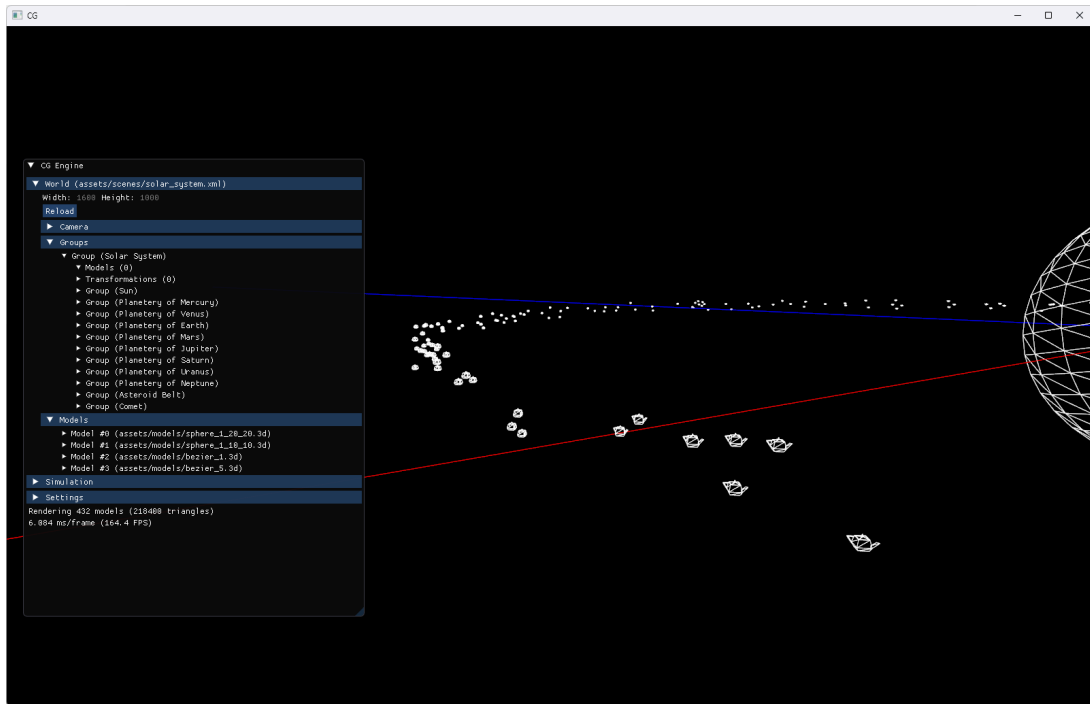 CG
CG Engine
World (assets/scenes/solar_system.xml)
Width: 1600 Height: 1000
Reload
Camera
Groups
Group (Solar System)
Models (0)
Transformations (0)
Group (Sun)
Group (Planetery of Mercury)
Group (Planetery of Venus)
Group (Planetery of Earth)
Group (Planetery of Mars)
Group (Planetery of Jupiter)
Group (Planetery of Saturn)
Group (Planetery of Uranus)
Group (Planetery of Neptune)
Group (Asteroid Belt)
Group (Comet)
Models
Model #0 (assets/models/sphere_1_20_20.3d)
Model #1 (assets/models/sphere_1_10_10.3d)
Model #2 (assets/models/bezier_1.3d)
Model #3 (assets/models/bezier_5.3d)
Simulation
Settings
Rendering 432 models (218400 triangles)
6.084 ms/frame (164.4 FPS)